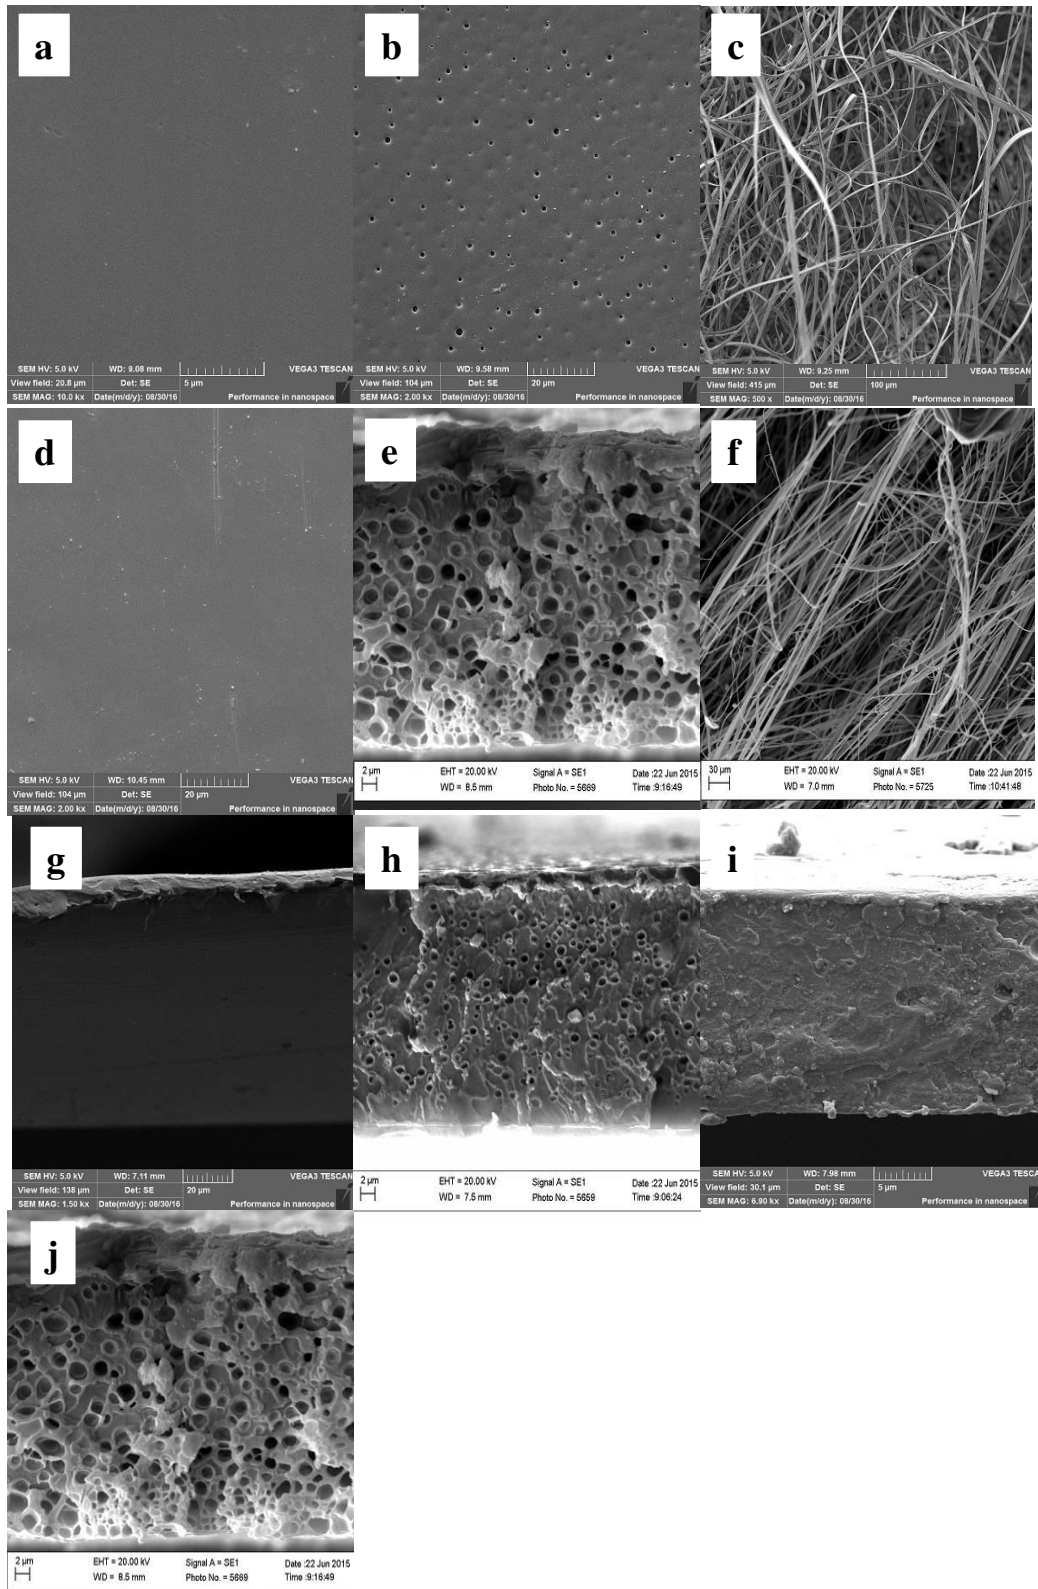 a
SEM HV: 5.0 kV WD: 9.08 mm VEGA3 TESCAN
View field: 20.8 µm Det: SE 5 µm
SEM MAG: 10.0 kx Date(m/d/y): 08/30/16 Performance in nanospace
b
SEM HV: 5.0 kV WD: 9.58 mm VEGA3 TESCAN
View field: 104 µm Det: SE 20 µm
SEM MAG: 2.00 kx Date(m/d/y): 08/30/16 Performance in nanospace
c
SEM HV: 5.0 kV WD: 9.25 mm VEGA3 TESCAN
View field: 415 µm Det: SE 100 µm
SEM MAG: 500 x Date(m/d/y): 08/30/16 Performance in nanospace
d
SEM HV: 5.0 kV WD: 10.45 mm VEGA3 TESCAN
View field: 104 µm Det: SE 20 µm
SEM MAG: 2.00 kx Date(m/d/y): 08/30/16 Performance in nanospace
e
2 µm EHT = 20.00 kV Signal A = SE1 Date :22 Jun 2015
WD = 8.5 mm Photo No. = 5669 Time :9:16:49
f
30 µm EHT = 20.00 kV Signal A = SE1 Date :22 Jun 2015
WD = 7.0 mm Photo No. = 5725 Time :10:41:48
g
SEM HV: 5.0 kV WD: 7.11 mm VEGA3 TESCAN
View field: 138 µm Det: SE 20 µm
SEM MAG: 1.50 kx Date(m/d/y): 08/30/16 Performance in nanospace
h
2 µm EHT = 20.00 kV Signal A = SE1 Date :22 Jun 2015
WD = 7.5 mm Photo No. = 5659 Time :9:06:24
i
SEM HV: 5.0 kV WD: 7.98 mm VEGA3 TESCAN
View field: 30.1 µm Det: SE 5 µm
SEM MAG: 6.90 kx Date(m/d/y): 08/30/16 Performance in nanospace
j
2 µm EHT = 20.00 kV Signal A = SE1 Date :22 Jun 2015
WD = 8.5 mm Photo No. = 5669 Time :9:16:49